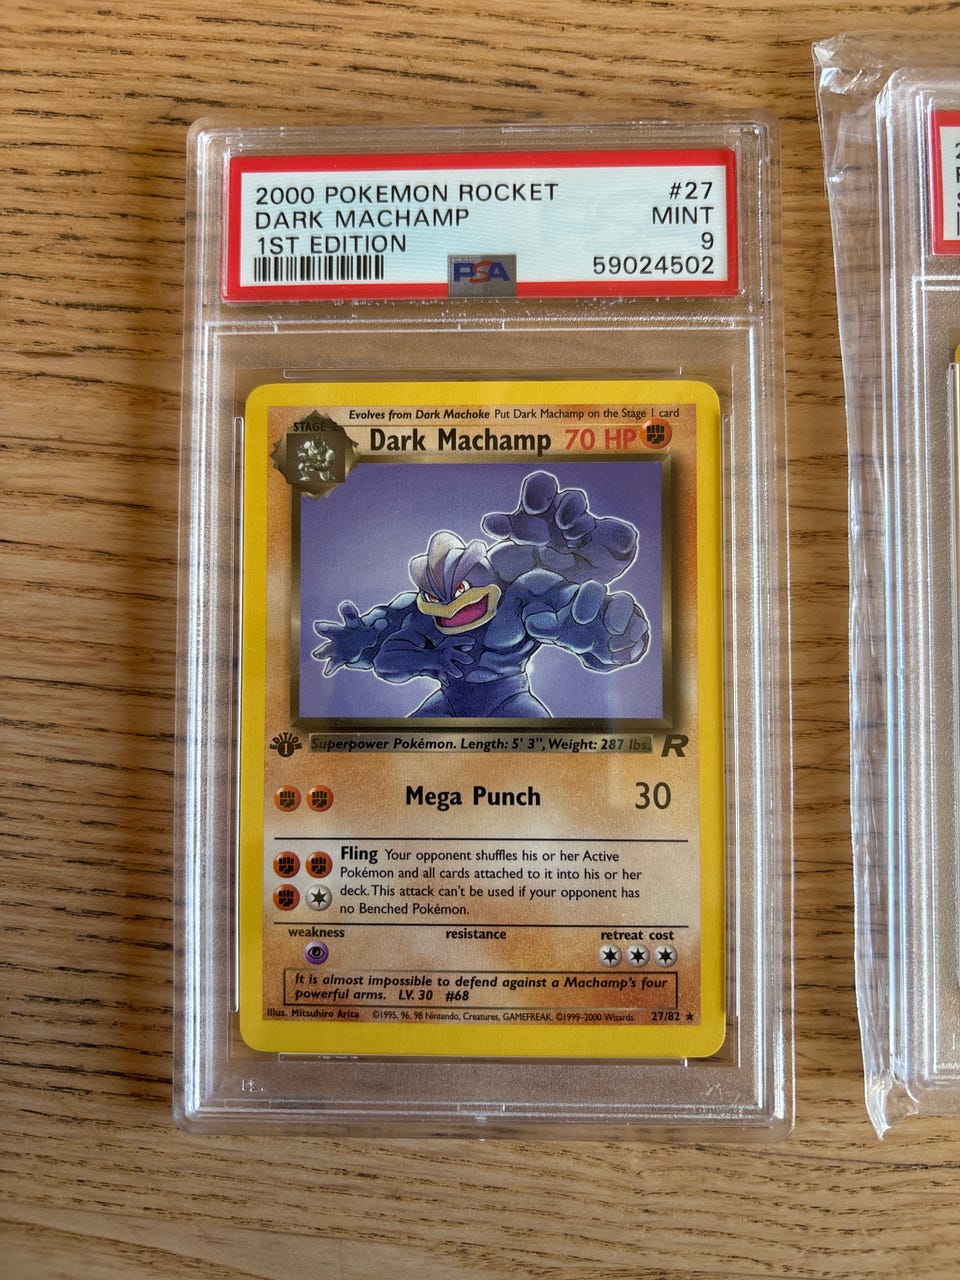 2000 POKEMON ROCKET #27
DARK MACHAMP MINT
1ST EDITION 9
PSA 59024502
Evolves from Dark Machoke Put Dark Machamp on the Stage 1 card
STAGE 2
Dark Machamp 70 HP
EDITION
1
Superpower Pokémon. Length: 5' 3", Weight: 287 lbs. R
Mega Punch 30
Fling Your opponent shuffles his or her Active
Pokémon and all cards attached to it into his or her
deck. This attack can't be used if your opponent has
no Benched Pokémon.
weakness resistance retreat cost
It is almost impossible to defend against a Machamp's four
powerful arms. LV. 30 #68
Illus. Mitsuhiro Arita ©1995, 96, 98 Nintendo, Creatures, GAMEFREAK. ©1999-2000 Wizards. 27/82 ★